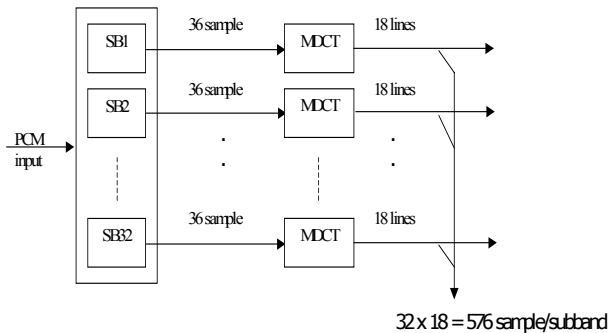 36 sample
18 lines
SB1
MDCT
36 sample
18 lines
SB2
MDCT
PCM
input
36 sample
18 lines
SB32
MDCT
32 x 18 = 576 sample/subband